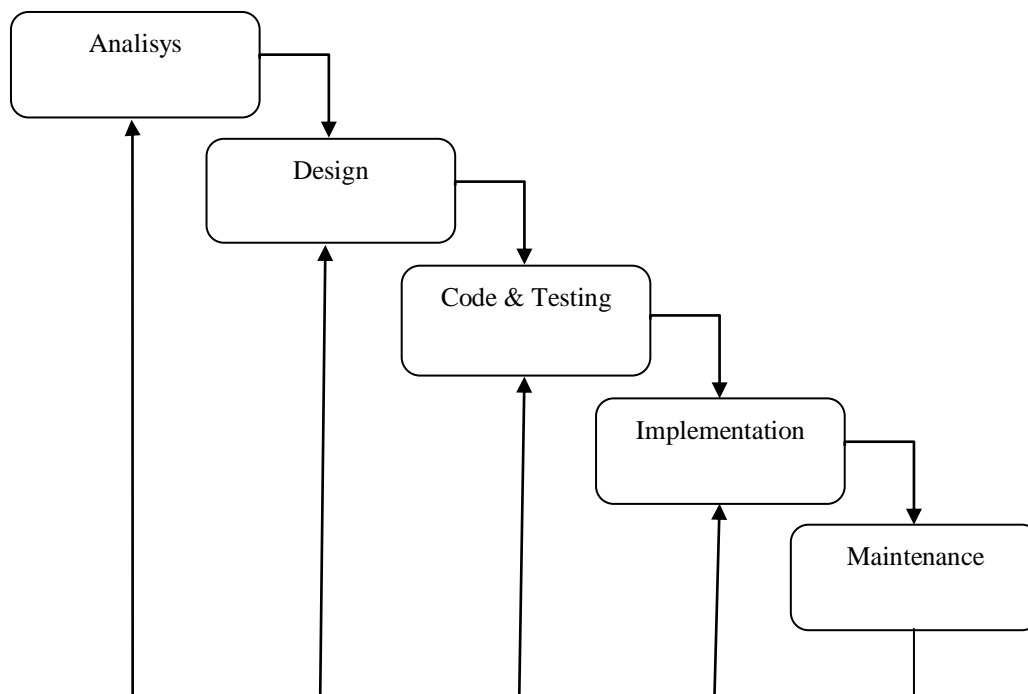 Analisys
Design
Code & Testing
Implementation
Maintenance